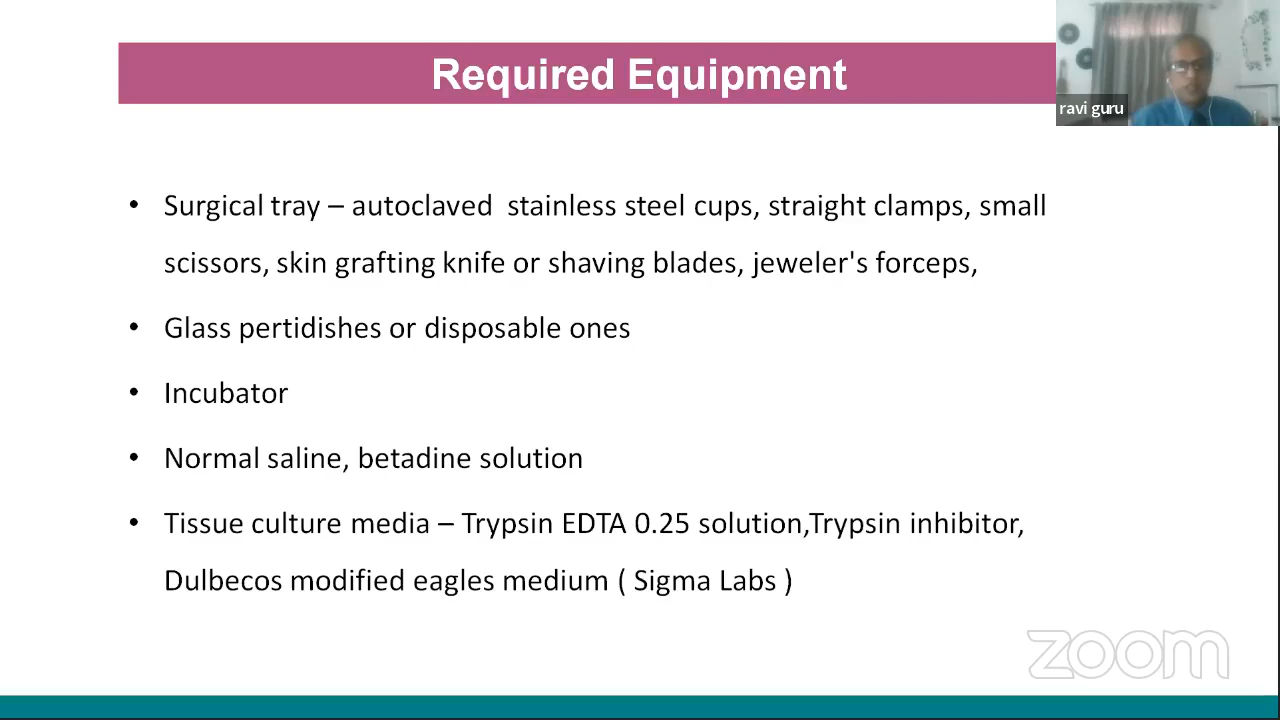 Required Equipment
ravi guru
• Surgical tray – autoclaved stainless steel cups, straight clamps, small
scissors, skin grafting knife or shaving blades, jeweler's forceps,
• Glass pertidishes or disposable ones
• Incubator
• Normal saline, betadine solution
• Tissue culture media – Trypsin EDTA 0.25 solution,Trypsin inhibitor,
Dulbecos modified eagles medium ( Sigma Labs )
zoom